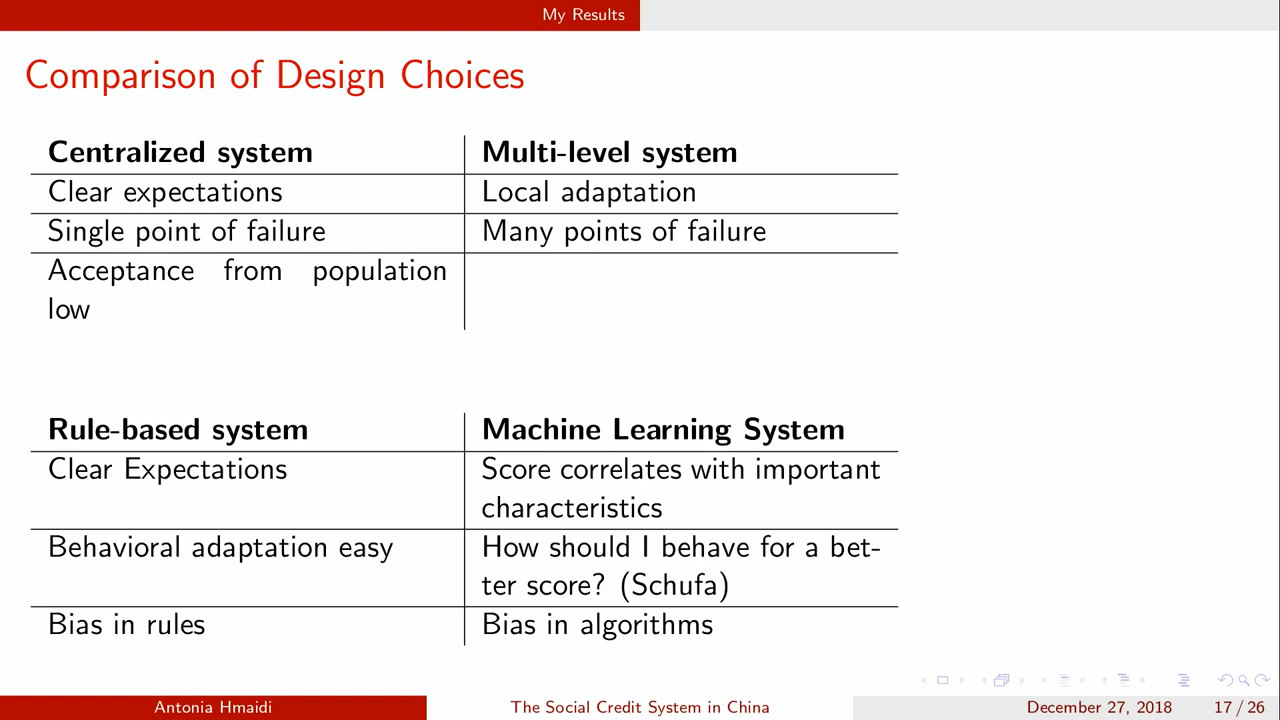 My Results
Comparison of Design Choices
Centralized system Multi-level system
Clear expectations Local adaptation
Single point of failure Many points of failure
Acceptance from population
low
Rule-based system Machine Learning System
Clear Expectations Score correlates with important
characteristics
Behavioral adaptation easy How should I behave for a bet-
ter score? (Schufa)
Bias in rules Bias in algorithms
Antonia Hmaidi The Social Credit System in China December 27, 2018 17 / 26